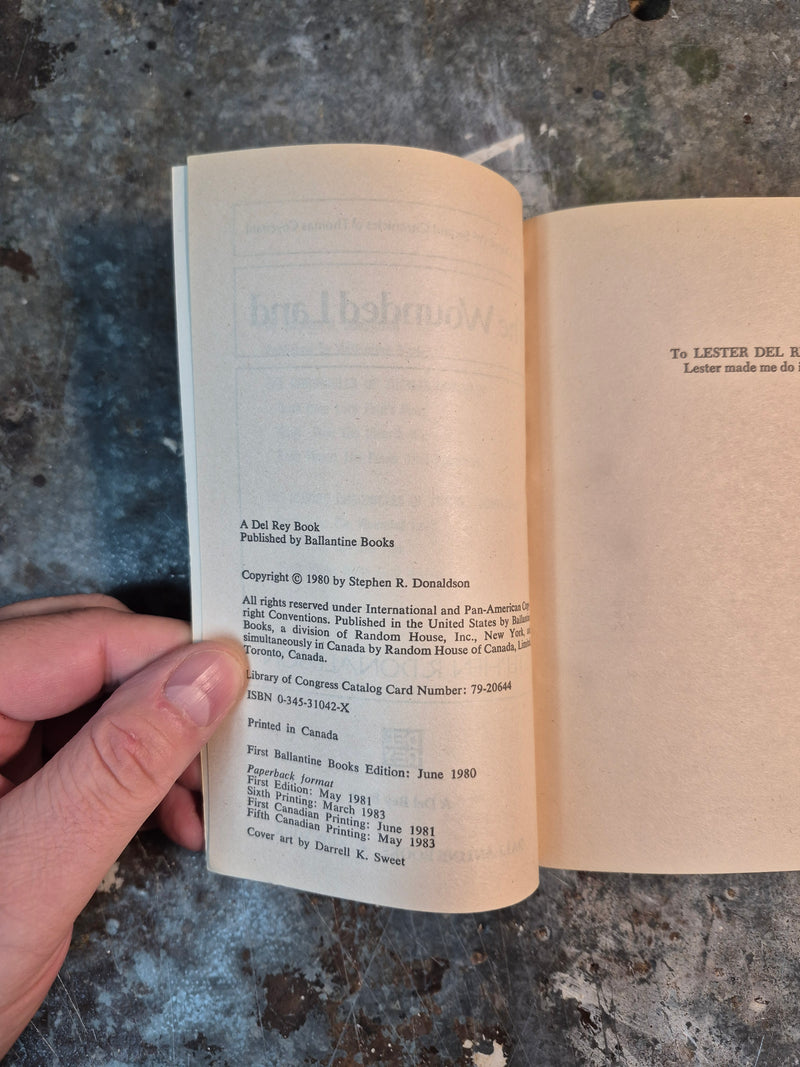 A Del Rey Book
Published by Ballantine Books
Copyright © 1980 by Stephen R. Donaldson
All rights reserved under International and Pan-American Copy
right Conventions. Published in the United States by
Books, a division of Random House, Inc., New York,
simultaneously in Canada by Random House of Canada,
Toronto, Canada.
Library of Congress Catalog Card Number: 79-20644
ISBN 0-345-31042-X
Printed in Canada
First Ballantine Books Edition: June 1980
Paperback format
First Edition: May 1981
Sixth Printing: March 1983
First Canadian Printing: June 1981
Fifth Canadian Printing: May 1983
Cover art by Darrell K. Sweet
To LESTER DEL
Lester made me do
Wounded Land